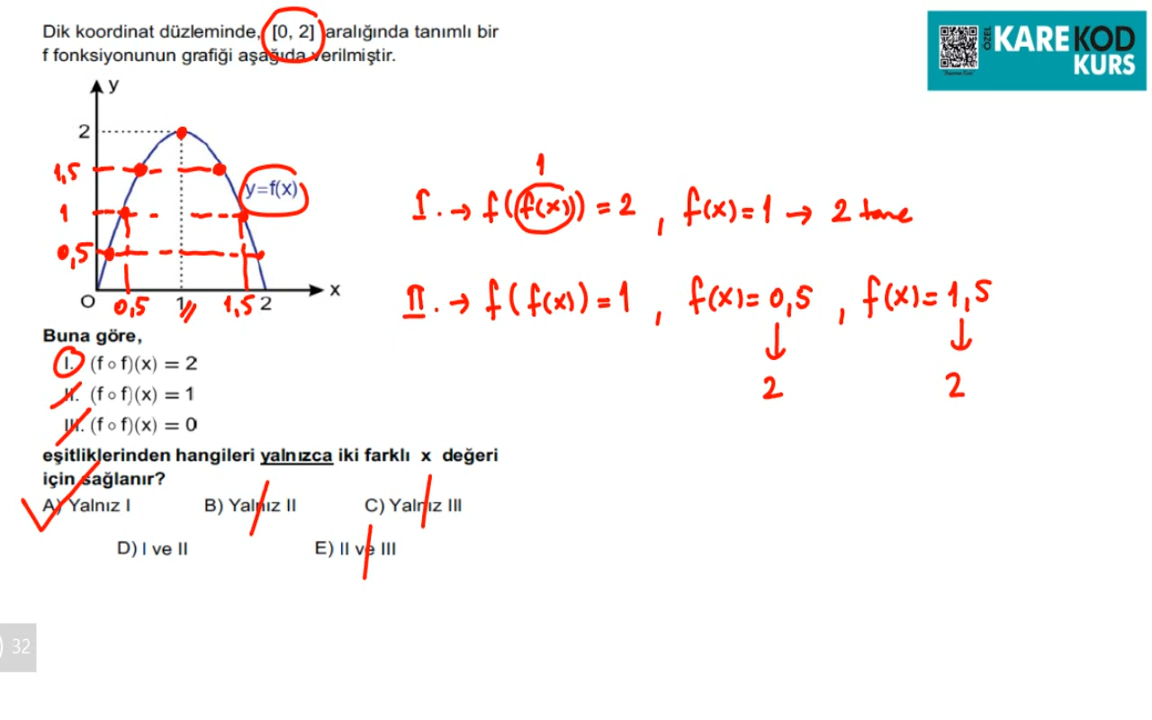 Dik koordinat düzleminde, [0, 2] aralığında tanımlı bir
f fonksiyonunun grafiği aşağıda verilmiştir.
ÖZEL KAREKOD
KURS
y
2
1,5
1
0,5
y=f(x)
O 0,5 1 1,5 2 x
1
I. → f(f(x)) = 2 , f(x) = 1 → 2 tane
II. → f(f(x)) = 1 , f(x) = 0,5 , f(x) = 1,5
↓ ↓
2 2
Buna göre,
I. (f∘f)(x) = 2
II. (f∘f)(x) = 1
III. (f∘f)(x) = 0
eşitliklerinden hangileri yalnızca iki farklı x değeri
için sağlanır?
A) Yalnız I B) Yalnız II C) Yalnız III
D) I ve II E) II ve III
32